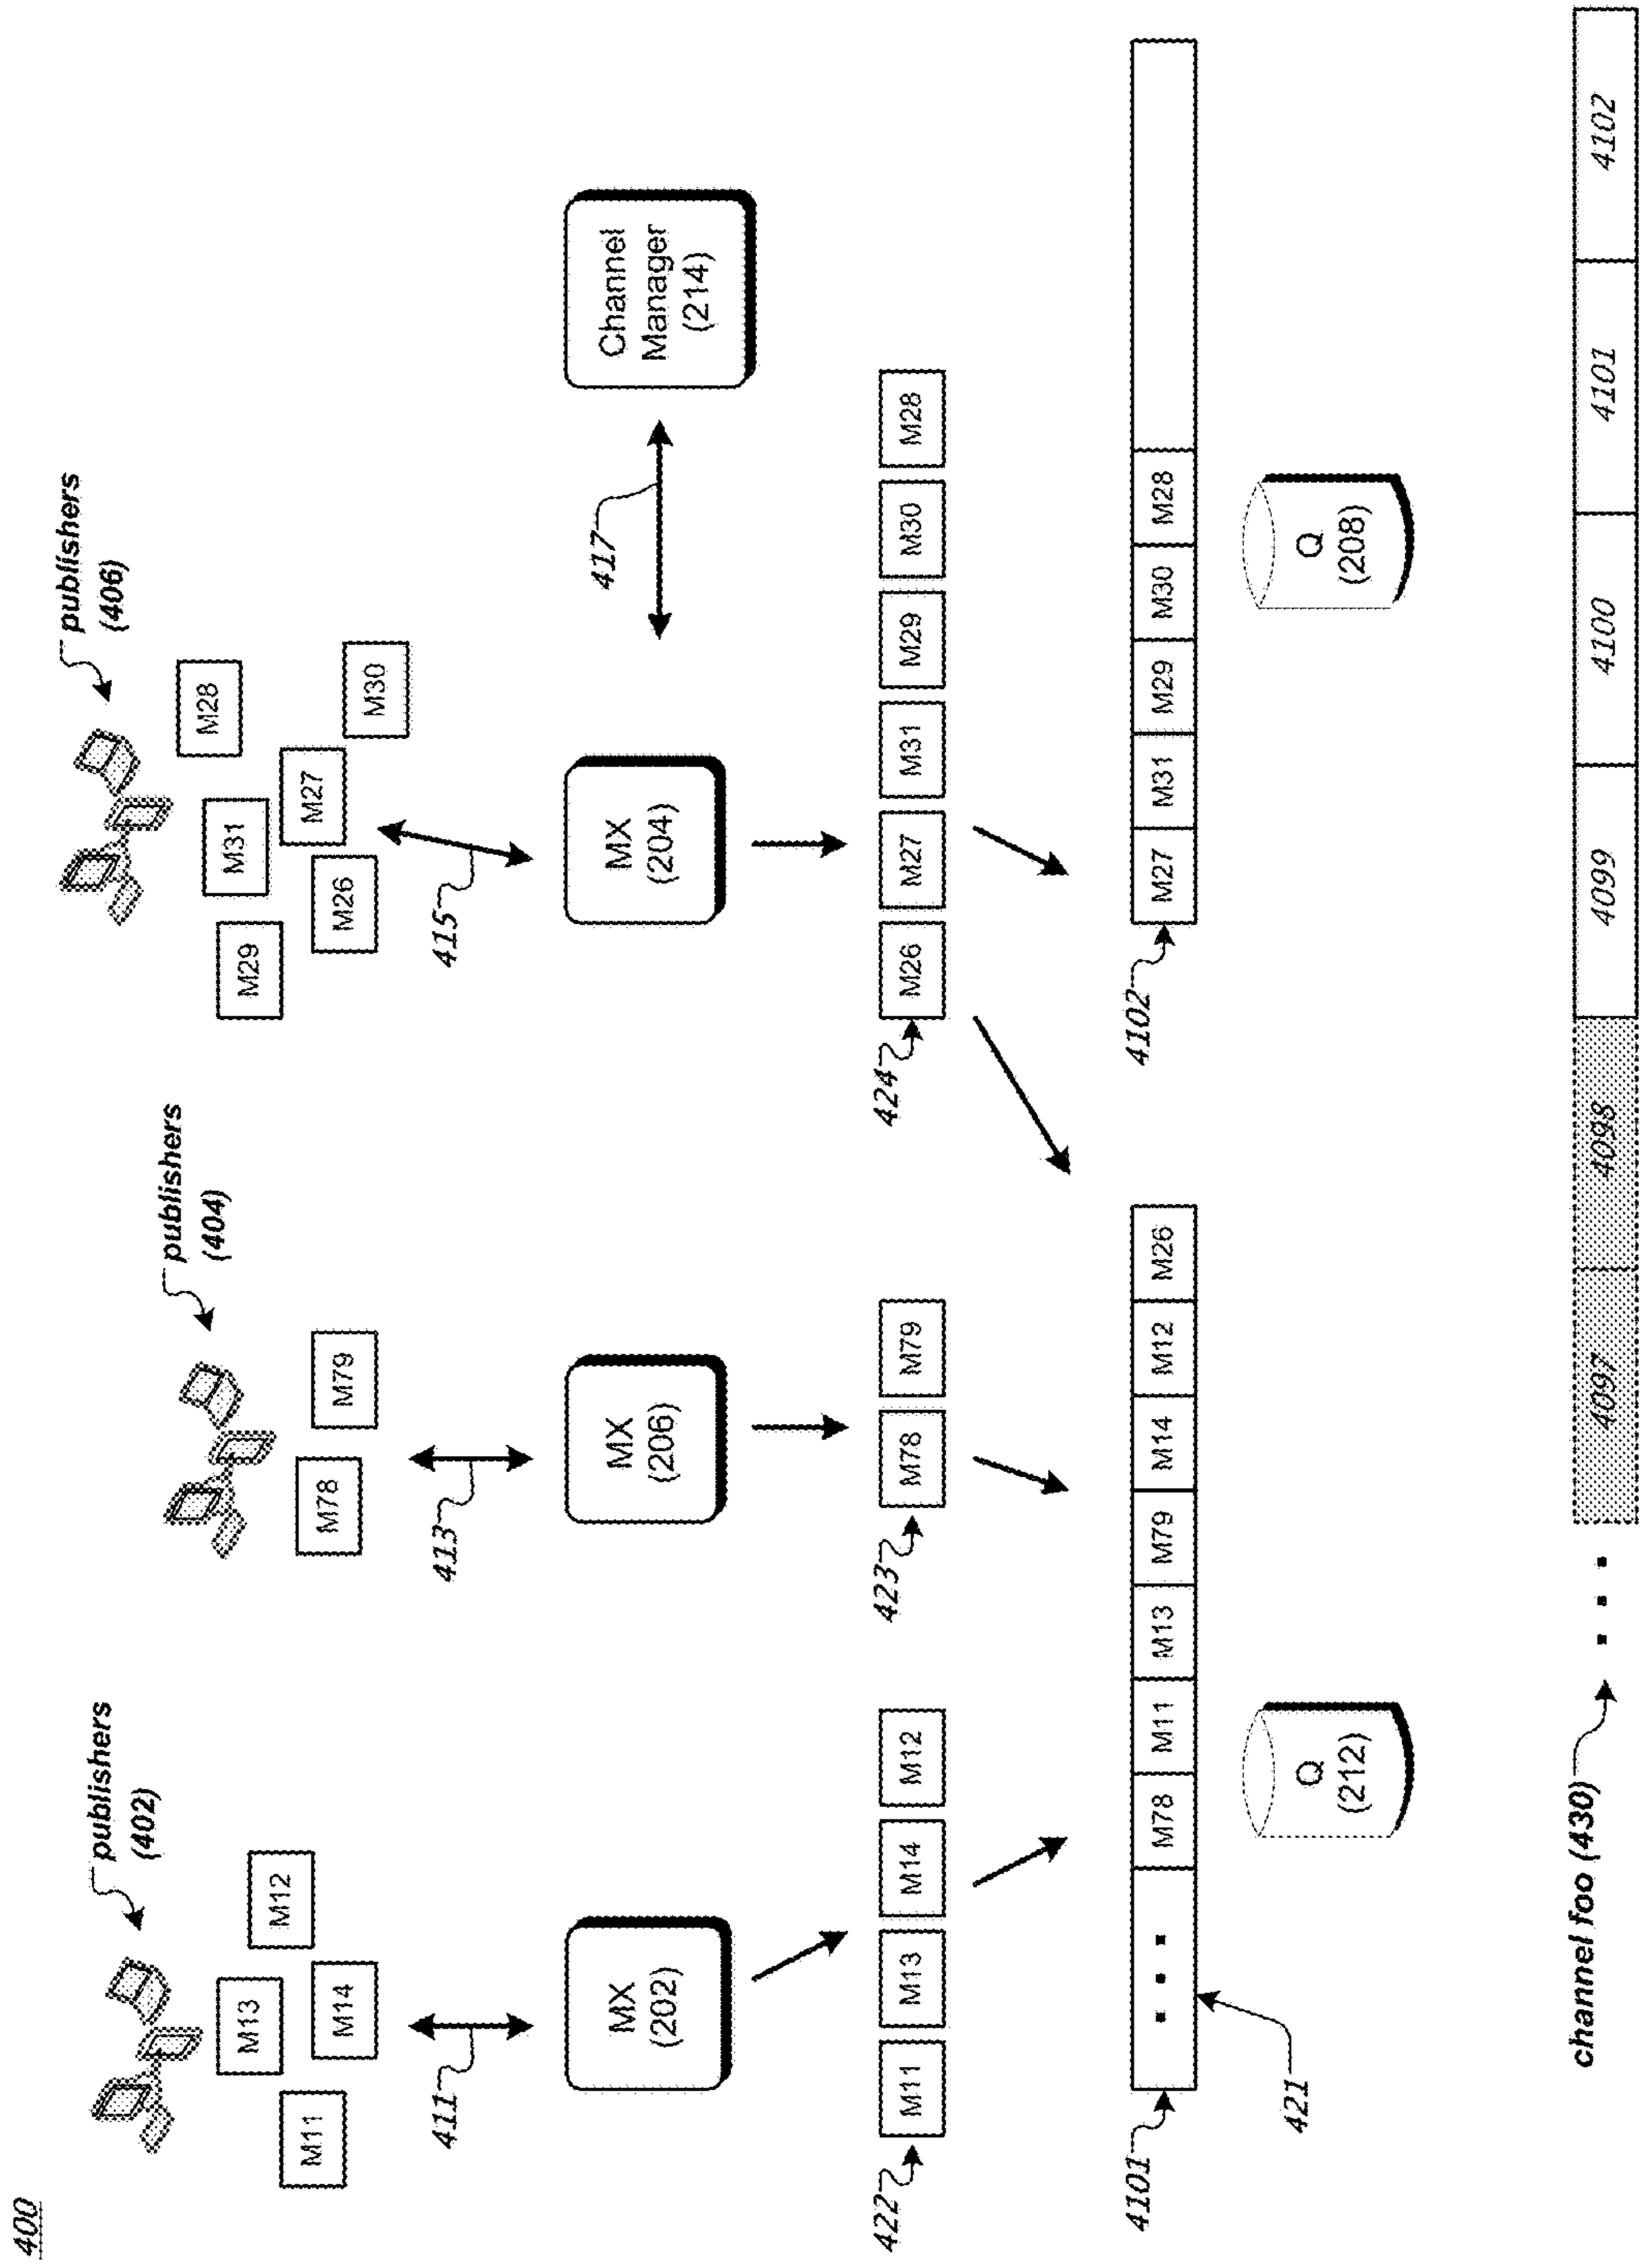 400
publishers
(402)
publishers
(404)
publishers
(406)
M11
M13
M14
M12
M78
M79
M29
M26
M31
M27
M28
M30
411
413
415
417
MX
(202)
MX
(206)
MX
(204)
Channel
Manager
(214)
422
M11
M13
M14
M12
423
M78
M79
424
M26
M27
M31
M29
M30
M28
4101
. . .
M78
M11
M13
M79
M14
M12
M26
4102
M27
M31
M29
M30
M28
421
Q
(212)
Q
(208)
channel foo (430)
. . .
4097
4098
4099
4100
4101
4102